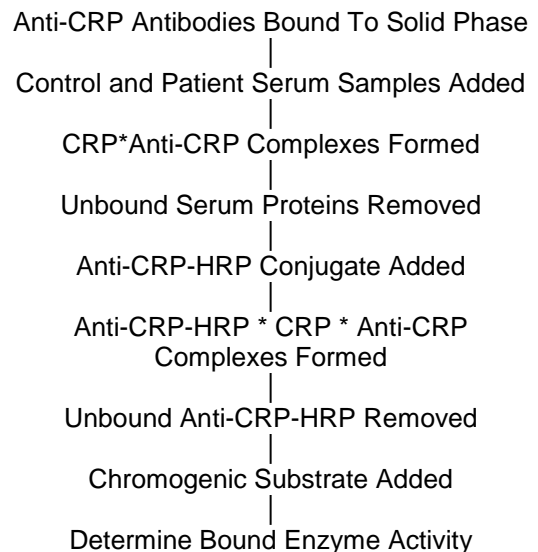 Anti-CRP Antibodies Bound To Solid Phase
Control and Patient Serum Samples Added
CRP*Anti-CRP Complexes Formed
Unbound Serum Proteins Removed
Anti-CRP-HRP Conjugate Added
Anti-CRP-HRP * CRP * Anti-CRP
Complexes Formed
Unbound Anti-CRP-HRP Removed
Chromogenic Substrate Added
Determine Bound Enzyme Activity